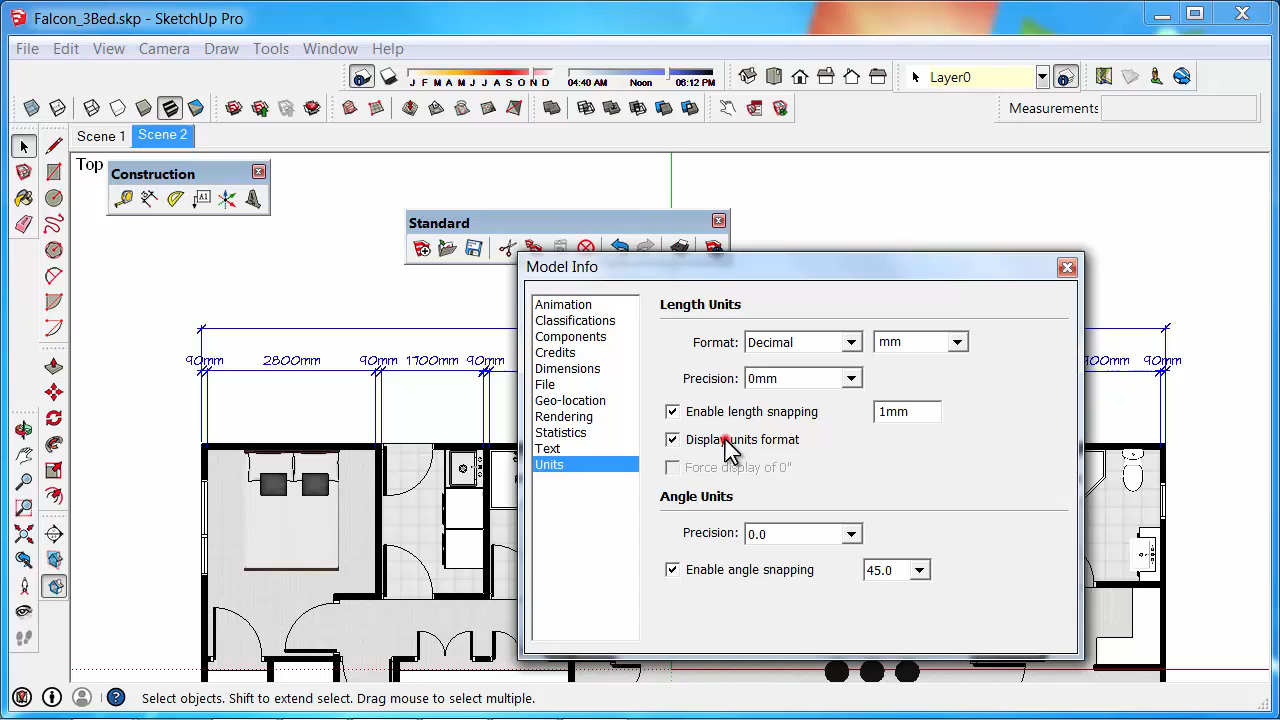 Falcon_3Bed.skp - SketchUp Pro
File Edit View Camera Draw Tools Window Help
J F M A M J J A S O N D
04:40 AM Noon 06:12 PM
Layer0
Measurements
Scene 1 Scene 2
Top
Construction
A1
Standard
Model Info
Animation
Classifications
Components
Credits
Dimensions
File
Geo-location
Rendering
Statistics
Text
Units
Length Units
Format: Decimal mm
Precision: 0mm
Enable length snapping 1mm
Display units format
Force display of 0"
Angle Units
Precision: 0.0
Enable angle snapping 45.0
90mm 2800mm 90mm 1700mm 90mm
90mm
Select objects. Shift to extend select. Drag mouse to select multiple.